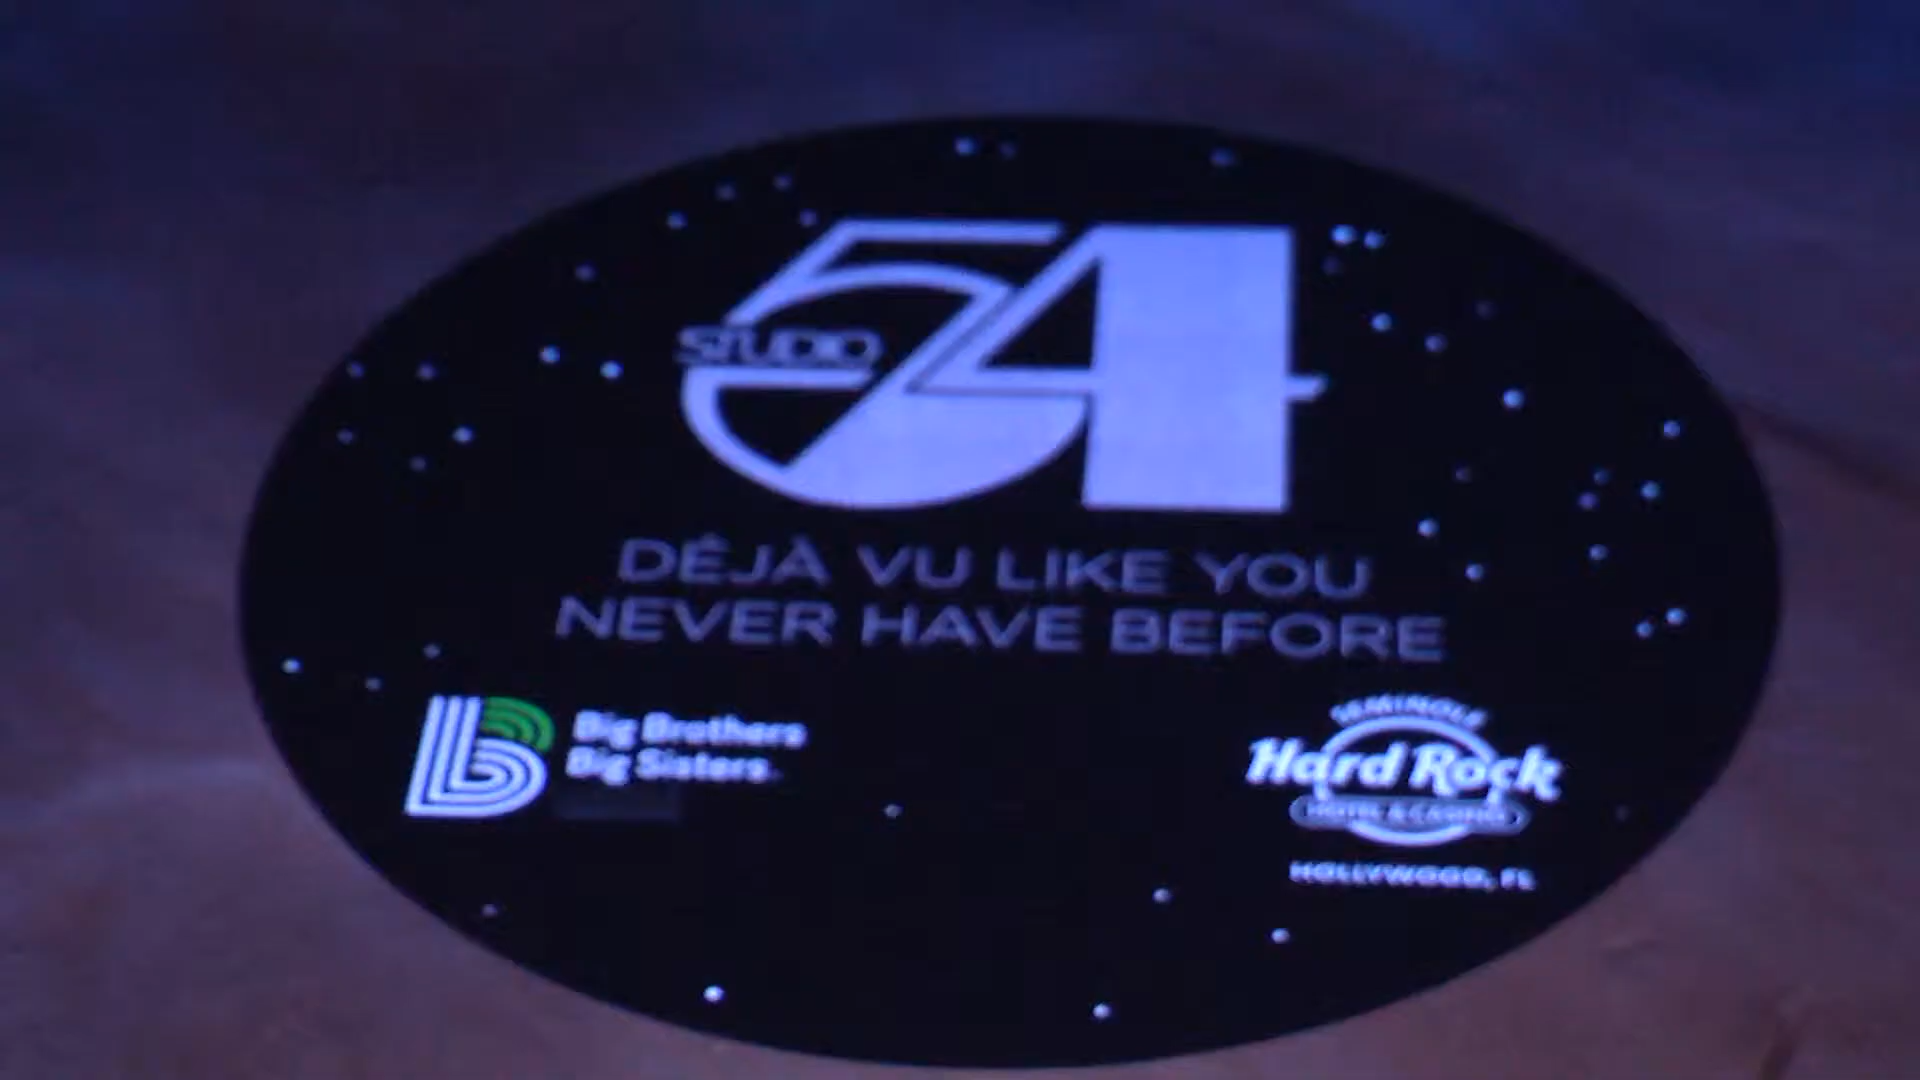 STUDIO
54
DÉJÀ VU LIKE YOU
NEVER HAVE BEFORE
Big Brothers
Big Sisters.
SEMINOLE
Hard Rock
HOTEL & CASINO
HOLLYWOOD, FL